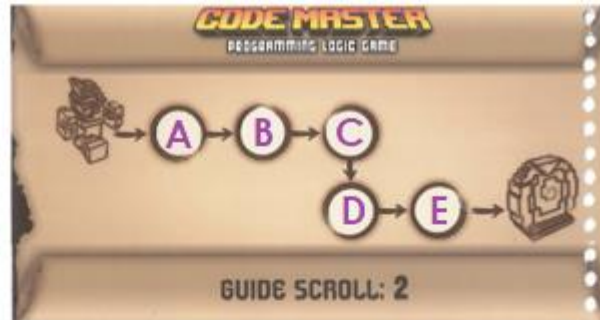 CODE MASTER
PROGRAMMING LOGIC GAME
A B C
D E
GUIDE SCROLL: 2